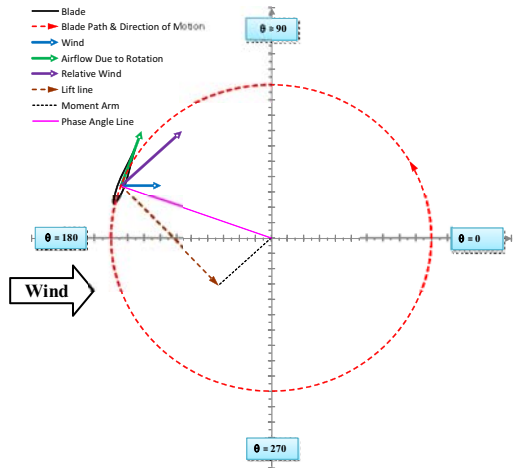 Blade
Blade Path & Direction of Motion
θ = 90
Wind
Airflow Due to Rotation
Relative Wind
Lift line
Moment Arm
Phase Angle Line
θ = 180
θ = 0
Wind
θ = 270